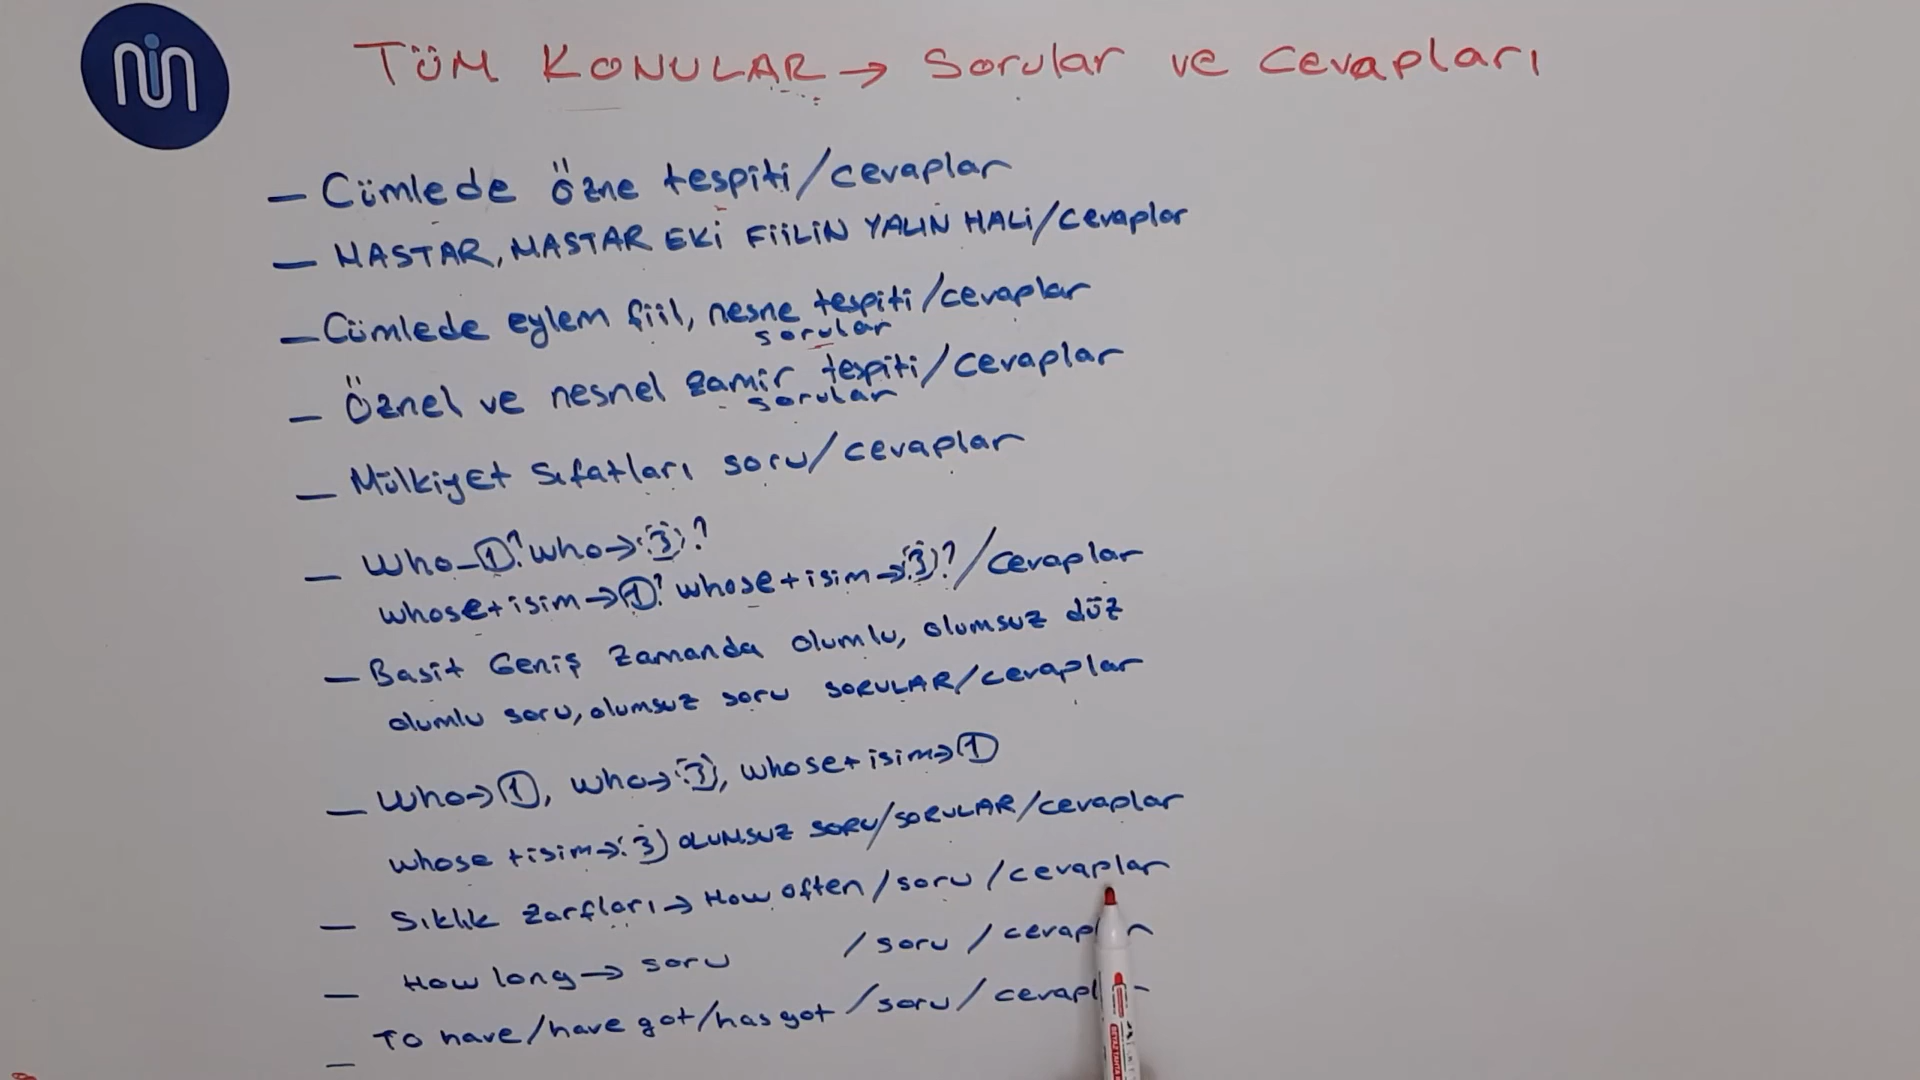 TÜM KONULAR → Sorular ve Cevapları
— Cümlede özne tespiti/cevaplar
— MASTAR, MASTAR EKİ FİİLİN YALIN HALİ/cevaplar
— Cümlede eylem fiil, nesne tespiti/cevaplar
sorular
— Öznel ve nesnel zamir tespiti/cevaplar
sorular
— Mülkiyet Sıfatları soru/cevaplar
— Who → ①? who → ③?
whose + isim → ①? whose + isim → ③? /cevaplar
— Basit Geniş Zamanda olumlu, olumsuz düz
olumlu soru, olumsuz soru SORULAR/cevaplar
— Who → ①, who → ③, whose + isim → ①
whose + isim → ③ OLUMSUZ SORU/SORULAR/cevaplar
— Sıklık Zarfları → How often /soru /cevaplar
— How long → soru /soru /
— To have/have got/has got /soru/